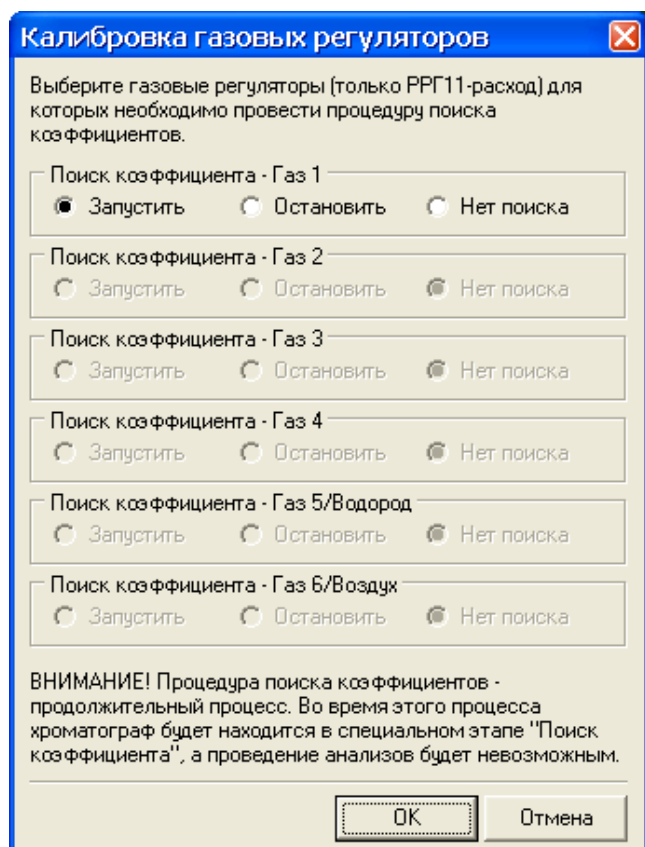 Калибровка газовых регуляторов
Выберите газовые регуляторы (только РРГ11-расход) для
которых необходимо провести процедуру поиска
коэффициентов.
Поиск коэффициента - Газ 1
Запустить Остановить Нет поиска
Поиск коэффициента - Газ 2
Запустить Остановить Нет поиска
Поиск коэффициента - Газ 3
Запустить Остановить Нет поиска
Поиск коэффициента - Газ 4
Запустить Остановить Нет поиска
Поиск коэффициента - Газ 5/Водород
Запустить Остановить Нет поиска
Поиск коэффициента - Газ 6/Воздух
Запустить Остановить Нет поиска
ВНИМАНИЕ! Процедура поиска коэффициентов -
продолжительный процесс. Во время этого процесса
хроматограф будет находится в специальном этапе "Поиск
коэффициента", а проведение анализов будет невозможным.
OK Отмена